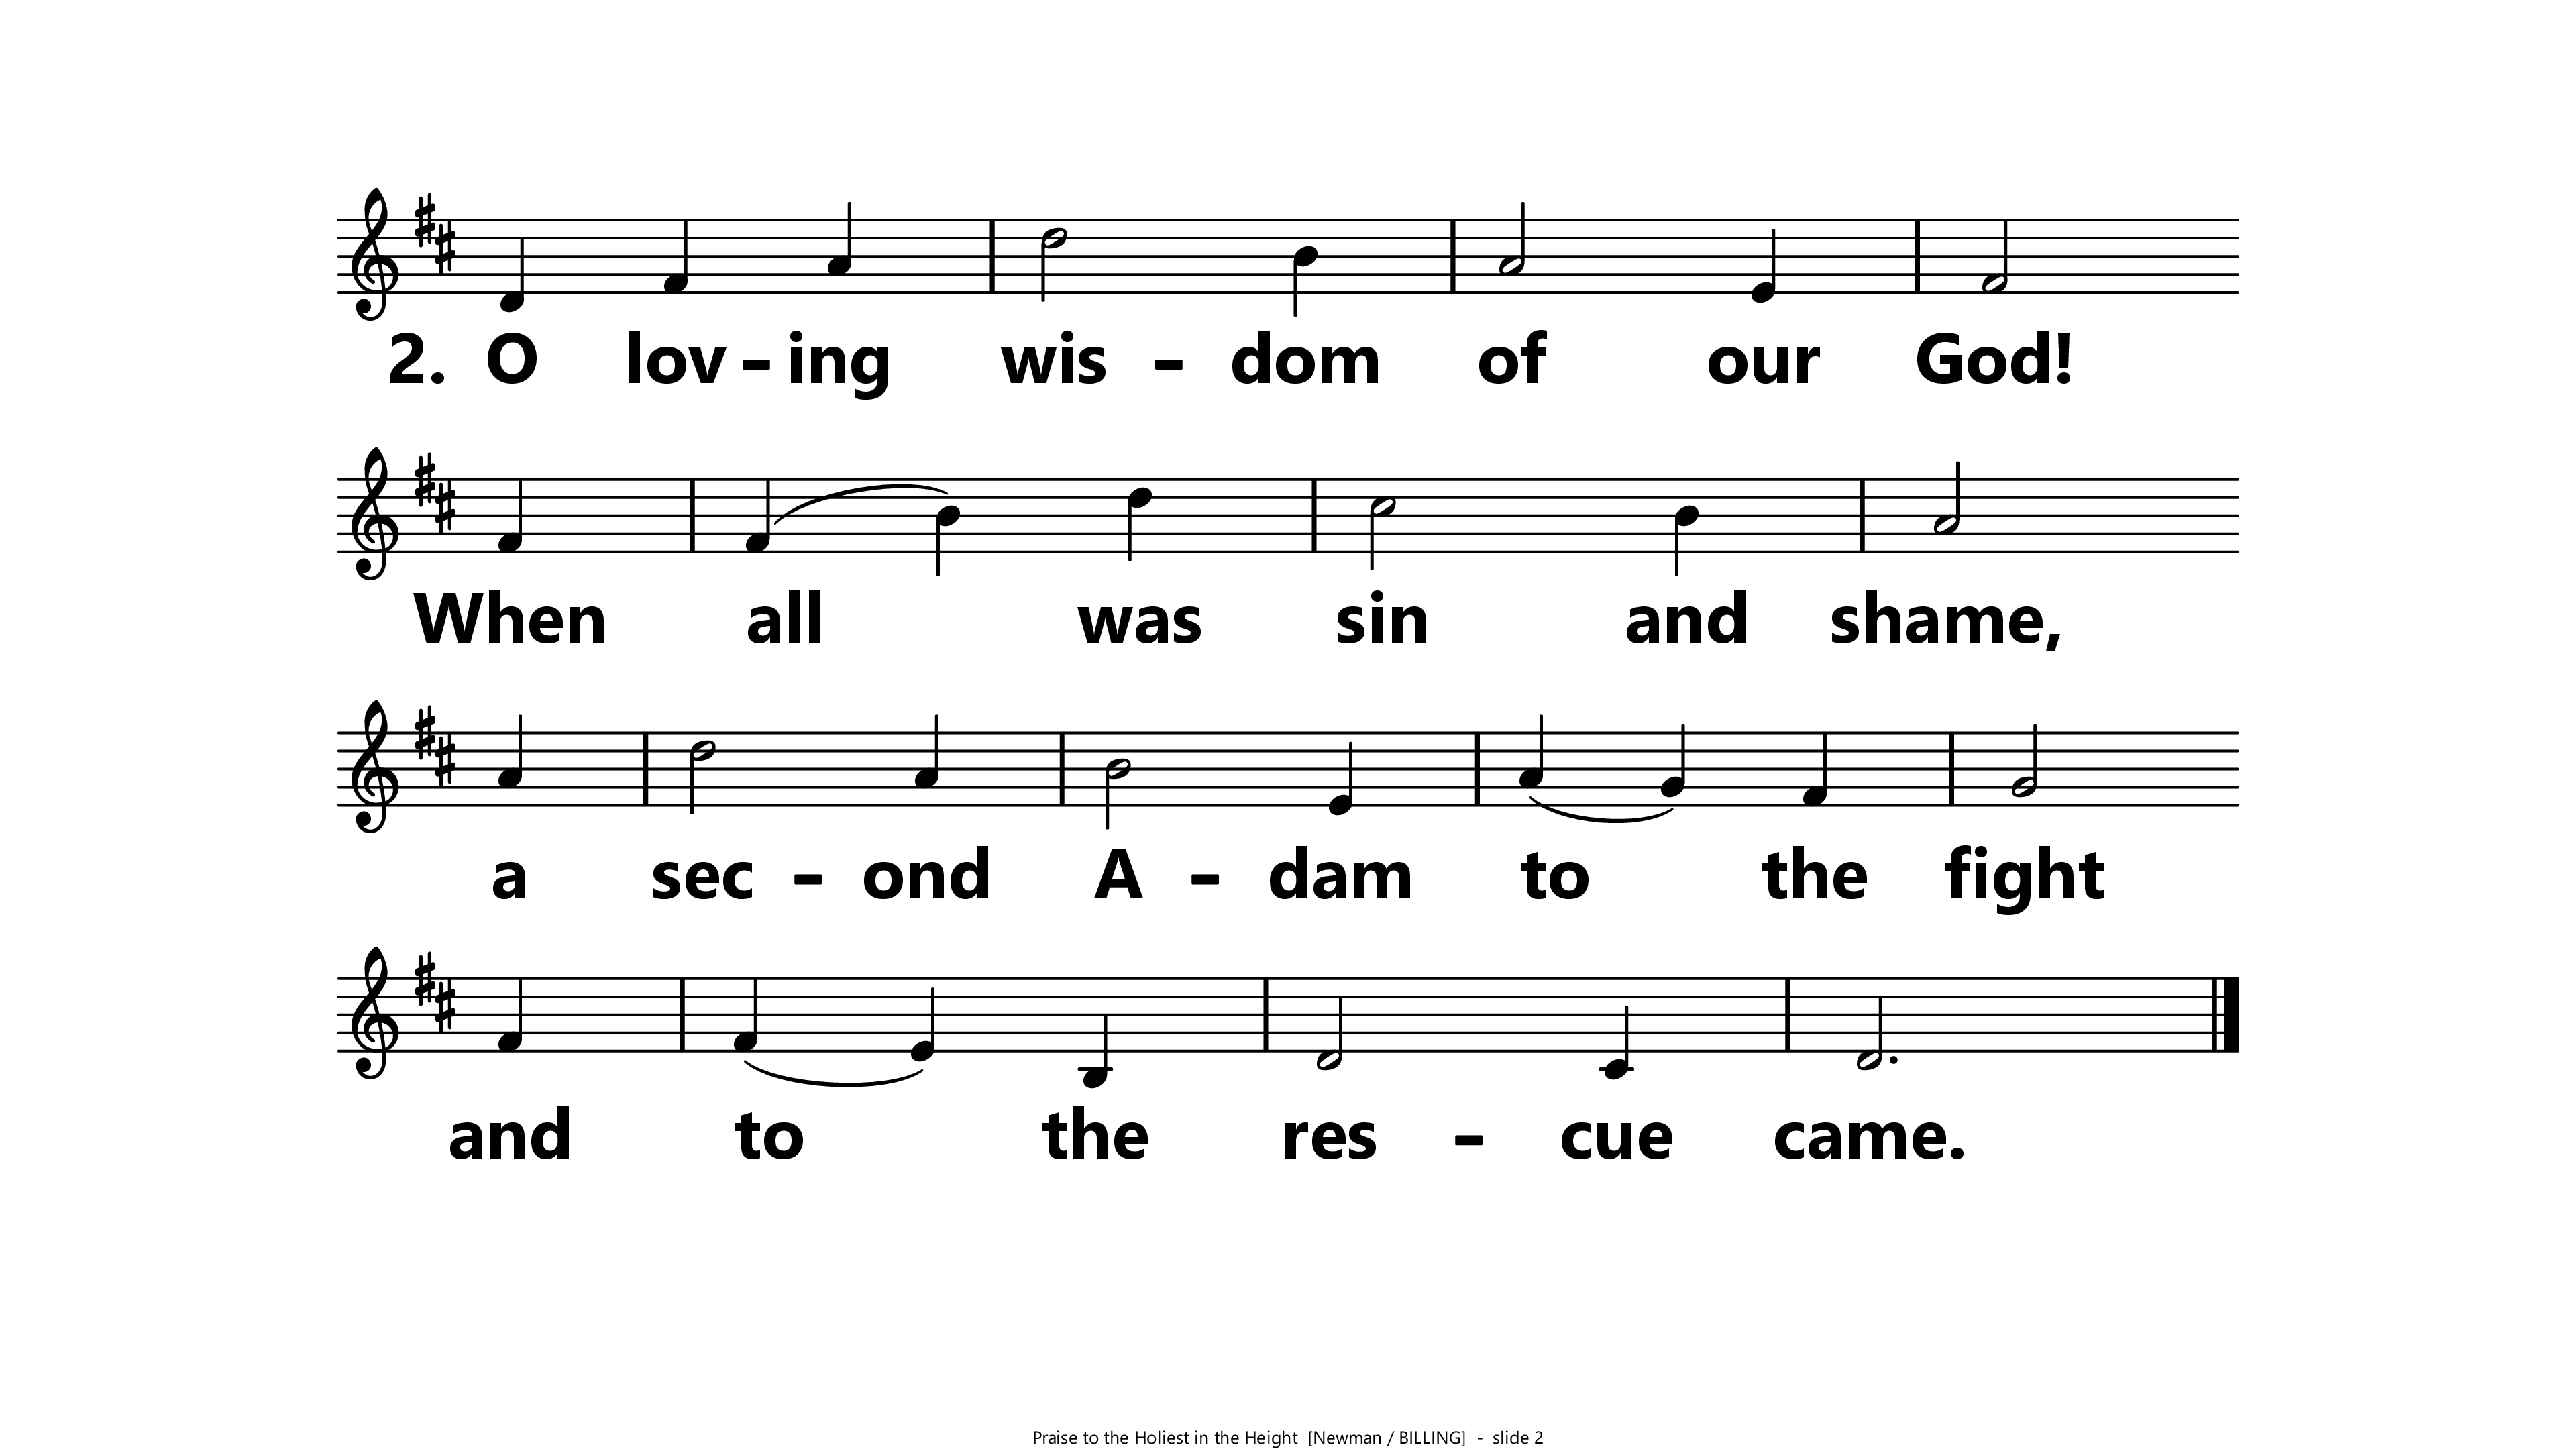 2. O lov - ing wis - dom of our God!
When all was sin and shame,
a sec - ond A - dam to the fight
and to the res - cue came.
Praise to the Holiest in the Height [Newman / BILLING] - slide 2